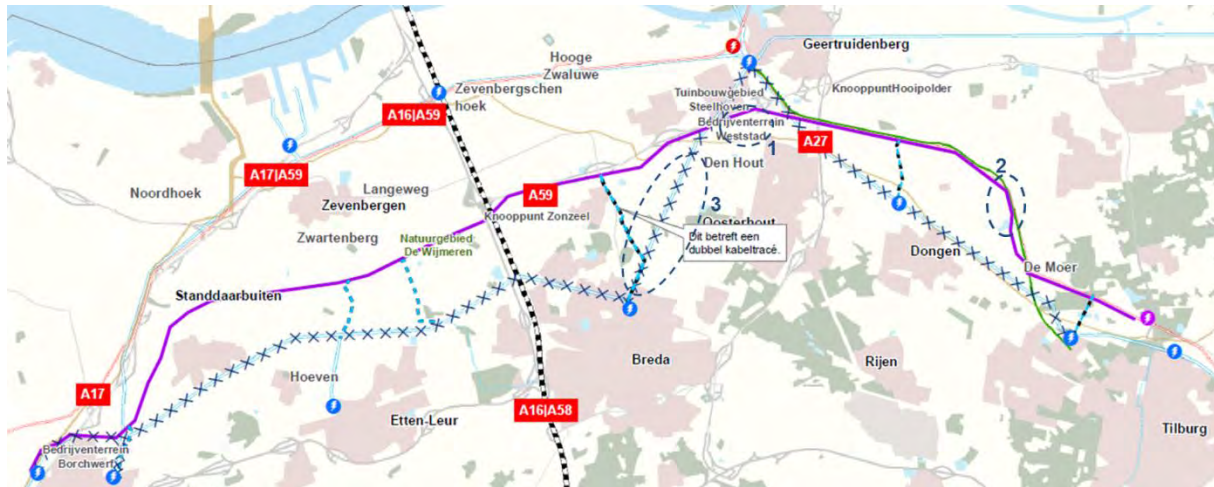 Geertruidenberg
Hooge
Zwaluwe
Zevenbergschen
hoek
Tuinbouwgebied
Steelhoven
KnooppuntHooipolder
A16|A59
Bedrijventerrein
Weststad
1
A27
A17|A59
Den Hout
2
Noordhoek
Langeweg
Zevenbergen
A59
3
Knooppunt Zonzeel
Oosterhout
Zwartenberg
Natuurgebied
De Wijmeren
Dit betreft een
dubbel kabeltracé.
Dongen
De Moer
Standdaarbuiten
Breda
Rijen
Hoeven
A17
Etten-Leur
A16|A58
Tilburg
Bedrijventerrein
Borchwerf